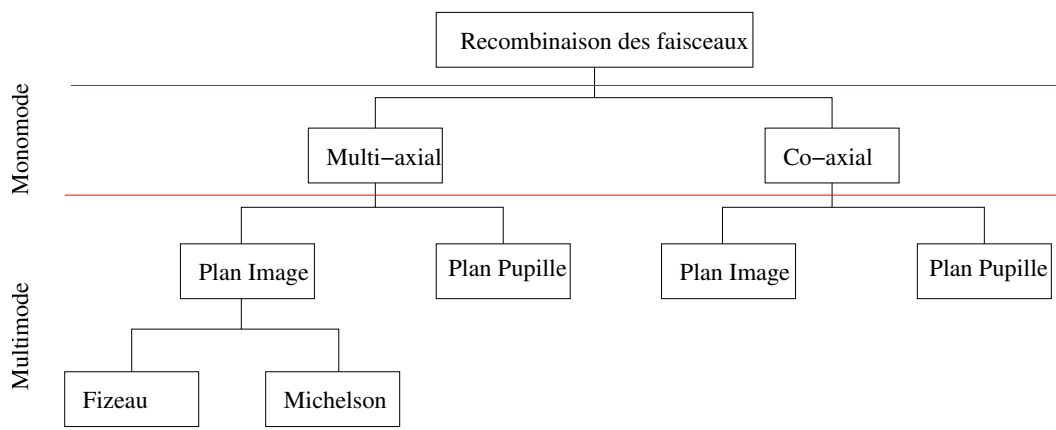 Recombinaison des faisceaux
Monomode
Multi−axial
Co−axial
Multimode
Plan Image
Plan Pupille
Plan Image
Plan Pupille
Fizeau
Michelson